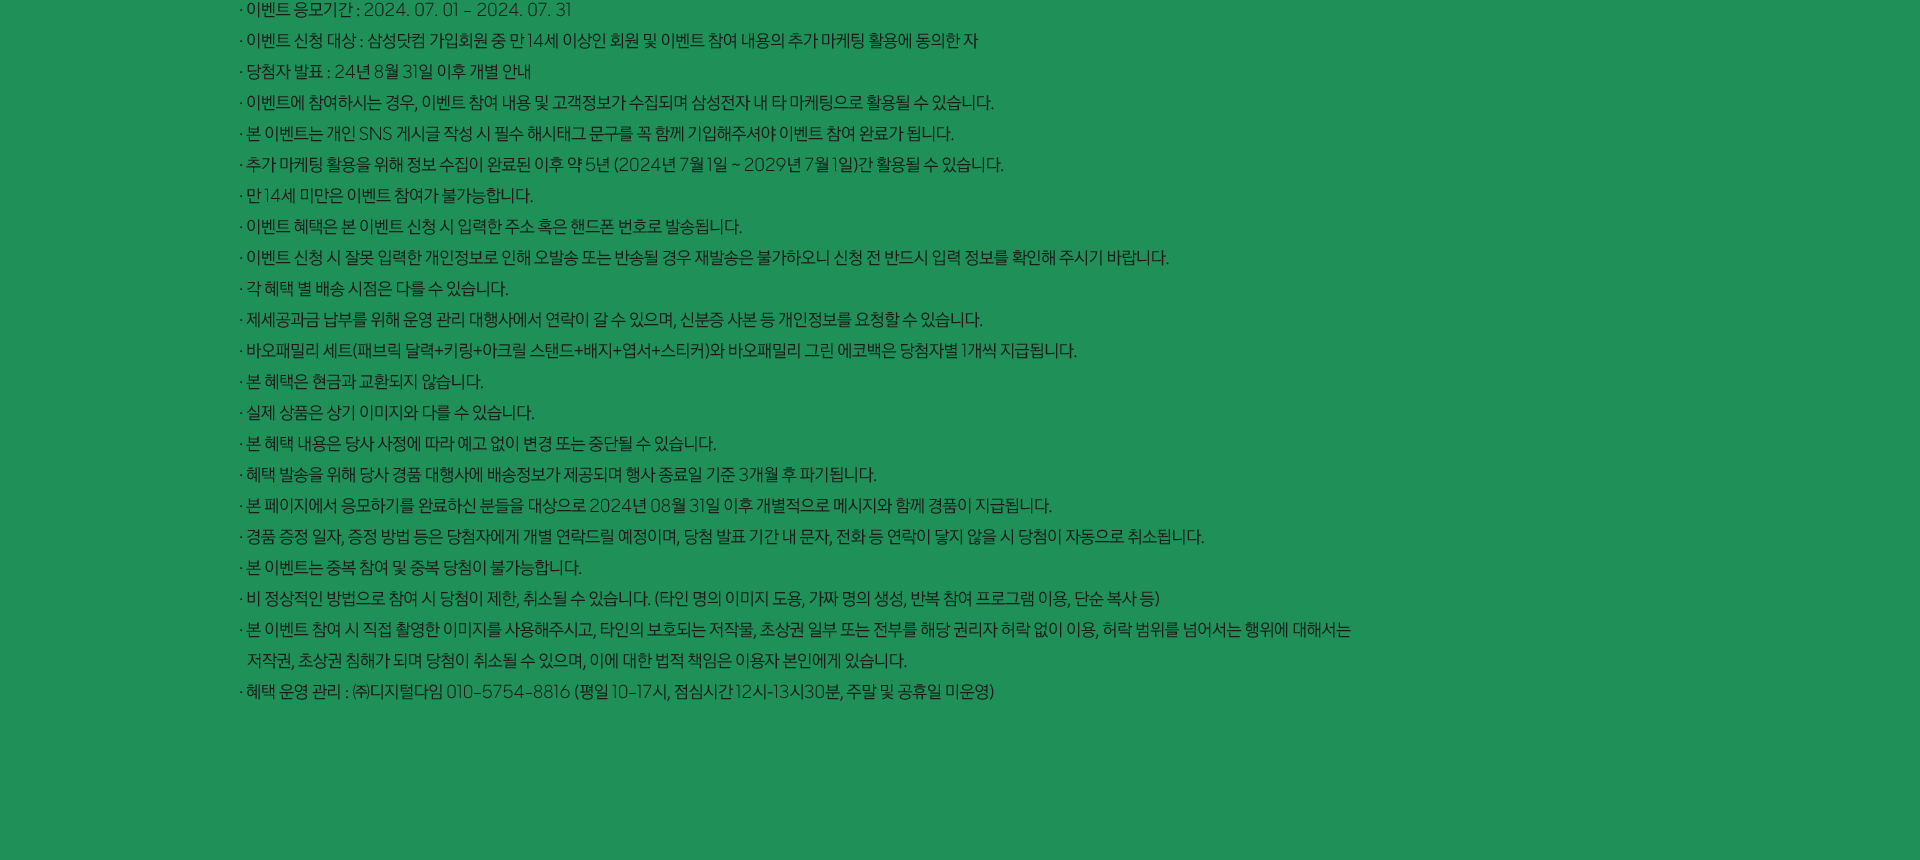 · 이벤트 응모기간 : 2024. 07. 01 - 2024. 07. 31
· 이벤트 신청 대상 : 삼성닷컴 가입회원 중 만 14세 이상인 회원 및 이벤트 참여 내용의 추가 마케팅 활용에 동의한 자
· 당첨자 발표 : 24년 8월 31일 이후 개별 안내
· 이벤트에 참여하시는 경우, 이벤트 참여 내용 및 고객정보가 수집되며 삼성전자 내 타 마케팅으로 활용될 수 있습니다.
· 본 이벤트는 개인 SNS 게시글 작성 시 필수 해시태그 문구를 꼭 함께 기입해주셔야 이벤트 참여 완료가 됩니다.
· 추가 마케팅 활용을 위해 정보 수집이 완료된 이후 약 5년 (2024년 7월 1일 ~ 2029년 7월 1일)간 활용될 수 있습니다.
· 만 14세 미만은 이벤트 참여가 불가능합니다.
· 이벤트 혜택은 본 이벤트 신청 시 입력한 주소 혹은 핸드폰 번호로 발송됩니다.
· 이벤트 신청 시 잘못 입력한 개인정보로 인해 오발송 또는 반송될 경우 재발송은 불가하오니 신청 전 반드시 입력 정보를 확인해 주시기 바랍니다.
· 각 혜택 별 배송 시점은 다를 수 있습니다.
· 제세공과금 납부를 위해 운영 관리 대행사에서 연락이 갈 수 있으며, 신분증 사본 등 개인정보를 요청할 수 있습니다.
· 바오패밀리 세트(패브릭 달력+키링+아크릴 스탠드+배지+엽서+스티커)와 바오패밀리 그린 에코백은 당첨자별 1개씩 지급됩니다.
· 본 혜택은 현금과 교환되지 않습니다.
· 실제 상품은 상기 이미지와 다를 수 있습니다.
· 본 혜택 내용은 당사 사정에 따라 예고 없이 변경 또는 중단될 수 있습니다.
· 혜택 발송을 위해 당사 경품 대행사에 배송정보가 제공되며 행사 종료일 기준 3개월 후 파기됩니다.
· 본 페이지에서 응모하기를 완료하신 분들을 대상으로 2024년 08월 31일 이후 개별적으로 메시지와 함께 경품이 지급됩니다.
· 경품 증정 일자, 증정 방법 등은 당첨자에게 개별 연락드릴 예정이며, 당첨 발표 기간 내 문자, 전화 등 연락이 닿지 않을 시 당첨이 자동으로 취소됩니다.
· 본 이벤트는 중복 참여 및 중복 당첨이 불가능합니다.
· 비 정상적인 방법으로 참여 시 당첨이 제한, 취소될 수 있습니다. (타인 명의 이미지 도용, 가짜 명의 생성, 반복 참여 프로그램 이용, 단순 복사 등)
· 본 이벤트 참여 시 직접 촬영한 이미지를 사용해주시고, 타인의 보호되는 저작물, 초상권 일부 또는 전부를 해당 권리자 허락 없이 이용, 허락 범위를 넘어서는 행위에 대해서는
저작권, 초상권 침해가 되며 당첨이 취소될 수 있으며, 이에 대한 법적 책임은 이용자 본인에게 있습니다.
· 혜택 운영 관리 : ㈜디지털다임 010-5754-8816 (평일 10-17시, 점심시간 12시-13시30분, 주말 및 공휴일 미운영)